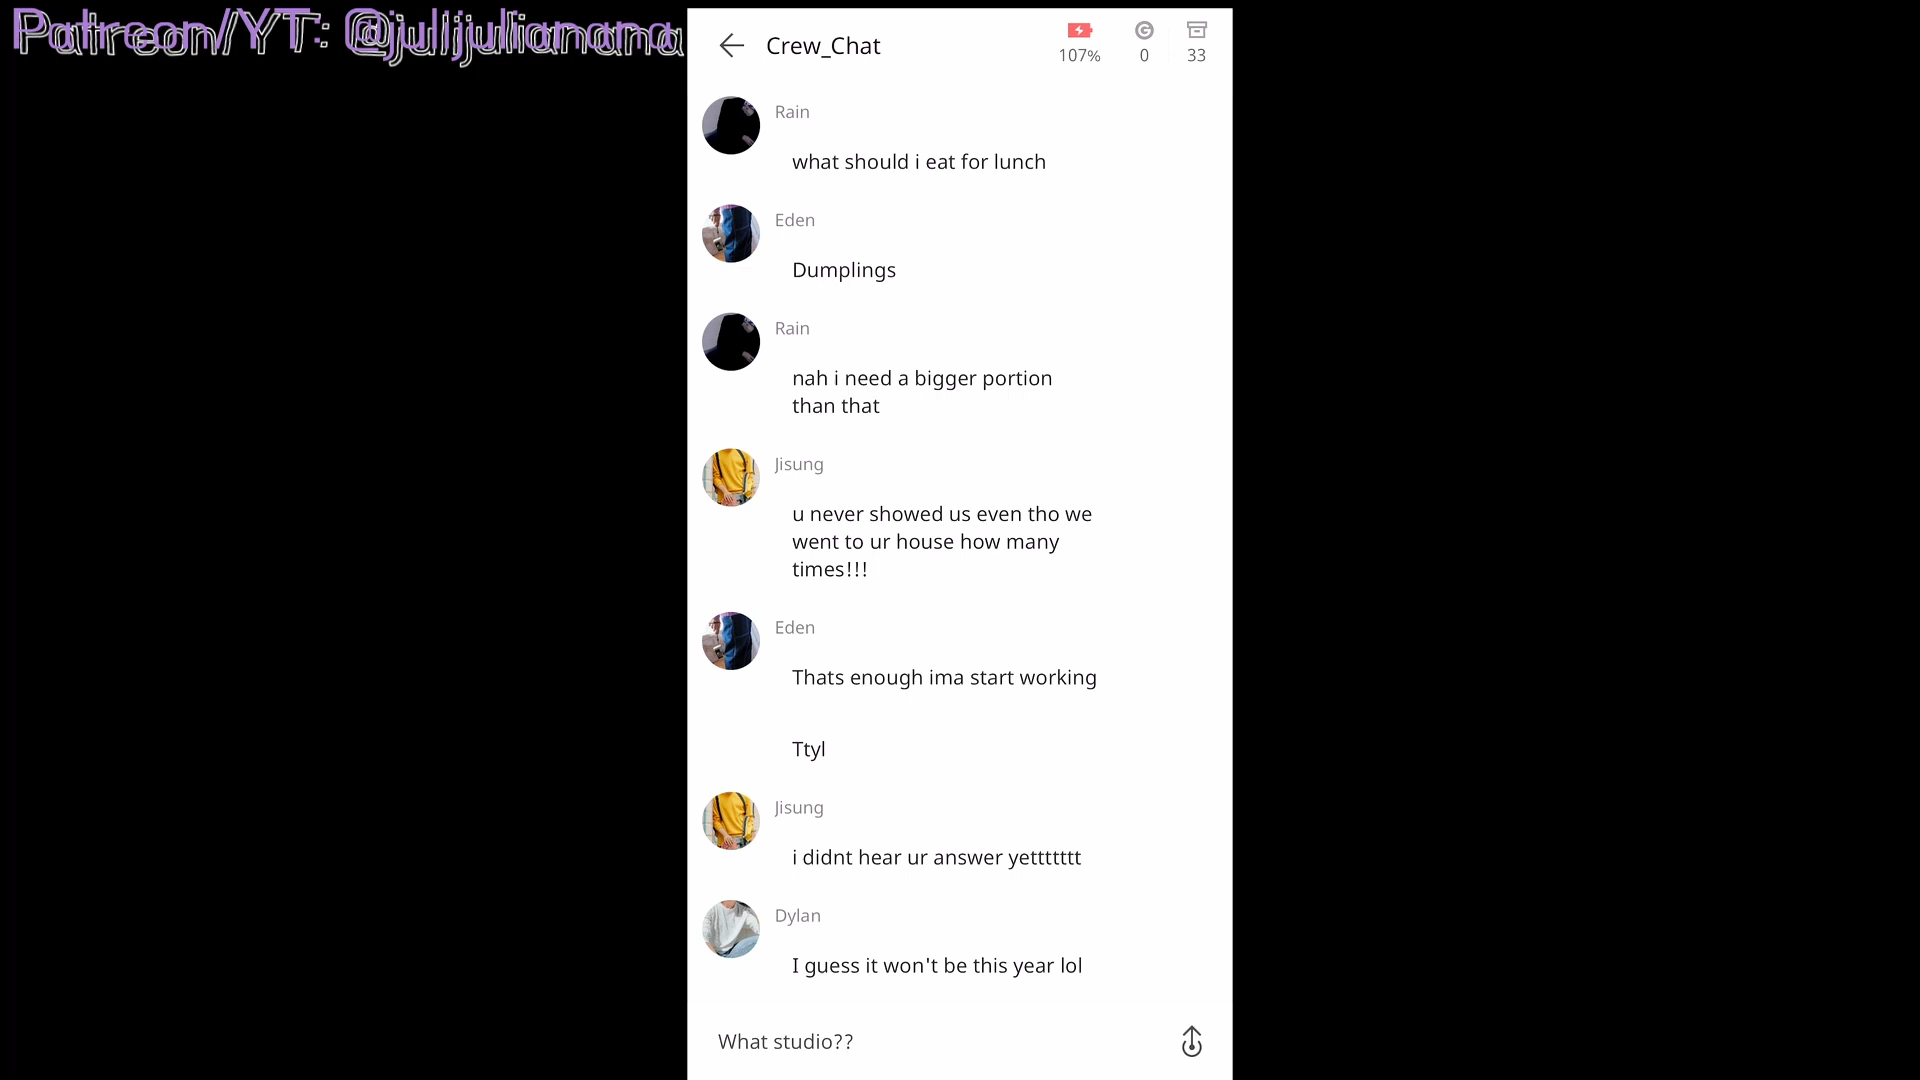 Patreon/YT: @julijulianana
Crew_Chat
107%
0
33
Rain
what should i eat for lunch
Eden
Dumplings
Rain
nah i need a bigger portion
than that
Jisung
u never showed us even tho we
went to ur house how many
times!!!
Eden
Thats enough ima start working
Ttyl
Jisung
i didnt hear ur answer yettttttt
Dylan
I guess it won't be this year lol
What studio??